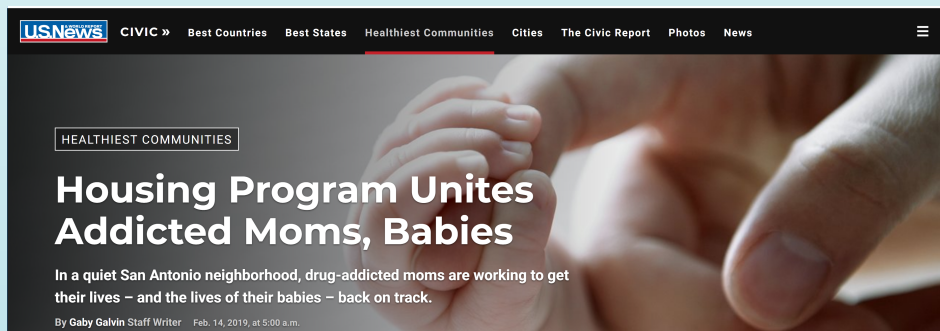 U.S.News
& WORLD REPORT
CIVIC »
Best Countries
Best States
Healthiest Communities
Cities
The Civic Report
Photos
News
HEALTHIEST COMMUNITIES
Housing Program Unites
Addicted Moms, Babies
In a quiet San Antonio neighborhood, drug-addicted moms are working to get
their lives – and the lives of their babies – back on track.
By Gaby Galvin Staff Writer Feb. 14, 2019, at 5:00 a.m.